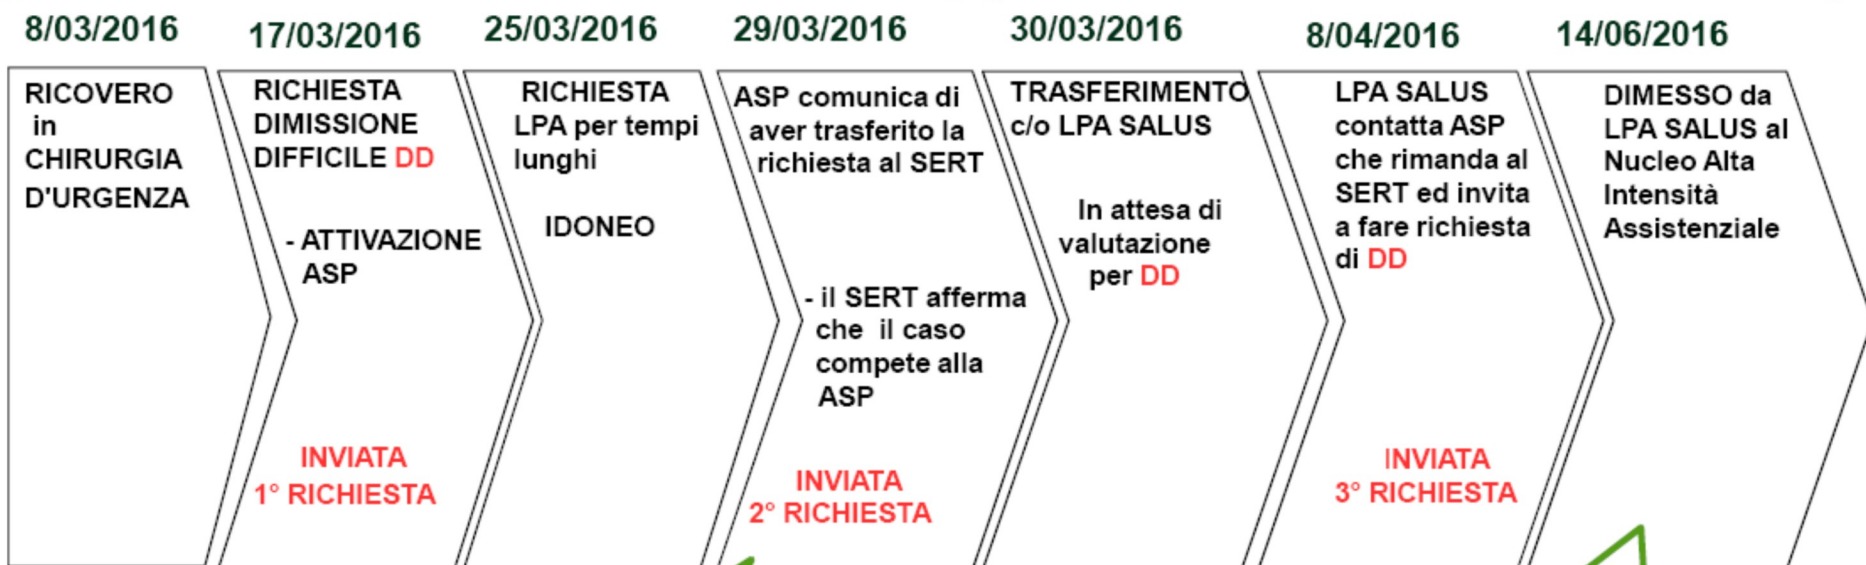 8/03/2016
RICOVERO
in
CHIRURGIA
D'URGENZA
17/03/2016
RICHIESTA
DIMISSIONE
DIFFICILE DD
- ATTIVAZIONE
ASP
INVIATA
1° RICHIESTA
25/03/2016
RICHIESTA
LPA per tempi
lunghi
IDONEO
29/03/2016
ASP comunica di
aver trasferito la
richiesta al SERT
- il SERT afferma
che il caso
compete alla
ASP
INVIATA
2° RICHIESTA
30/03/2016
TRASFERIMENTO
c/o LPA SALUS
In attesa di
valutazione
per DD
8/04/2016
LPA SALUS
contatta ASP
che rimanda al
SERT ed invita
a fare richiesta
di DD
INVIATA
3° RICHIESTA
14/06/2016
DIMESSO da
LPA SALUS al
Nucleo Alta
Intensità
Assistenziale